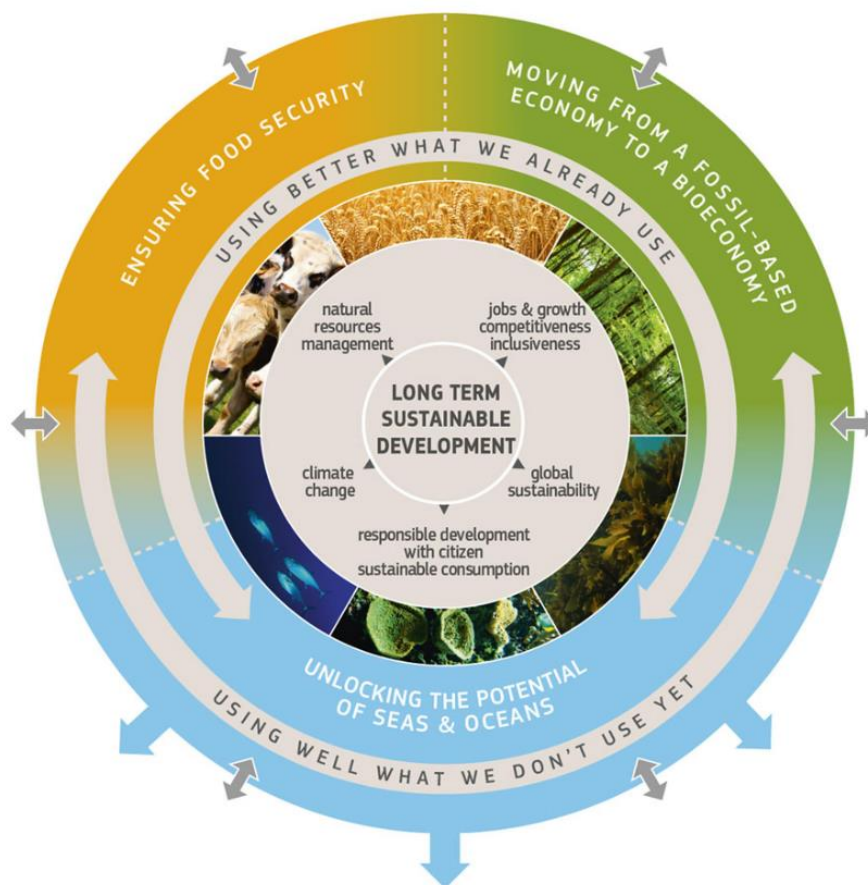 ENSURING FOOD SECURITY
MOVING FROM A FOSSIL-BASED
ECONOMY TO A BIOECONOMY
USING BETTER WHAT WE ALREADY USE
natural
resources
management
jobs & growth
competitiveness
inclusiveness
LONG TERM
SUSTAINABLE
DEVELOPMENT
climate
change
global
sustainability
responsible development
with citizen
sustainable consumption
UNLOCKING THE POTENTIAL
OF SEAS & OCEANS
USING WELL WHAT WE DON'T USE YET